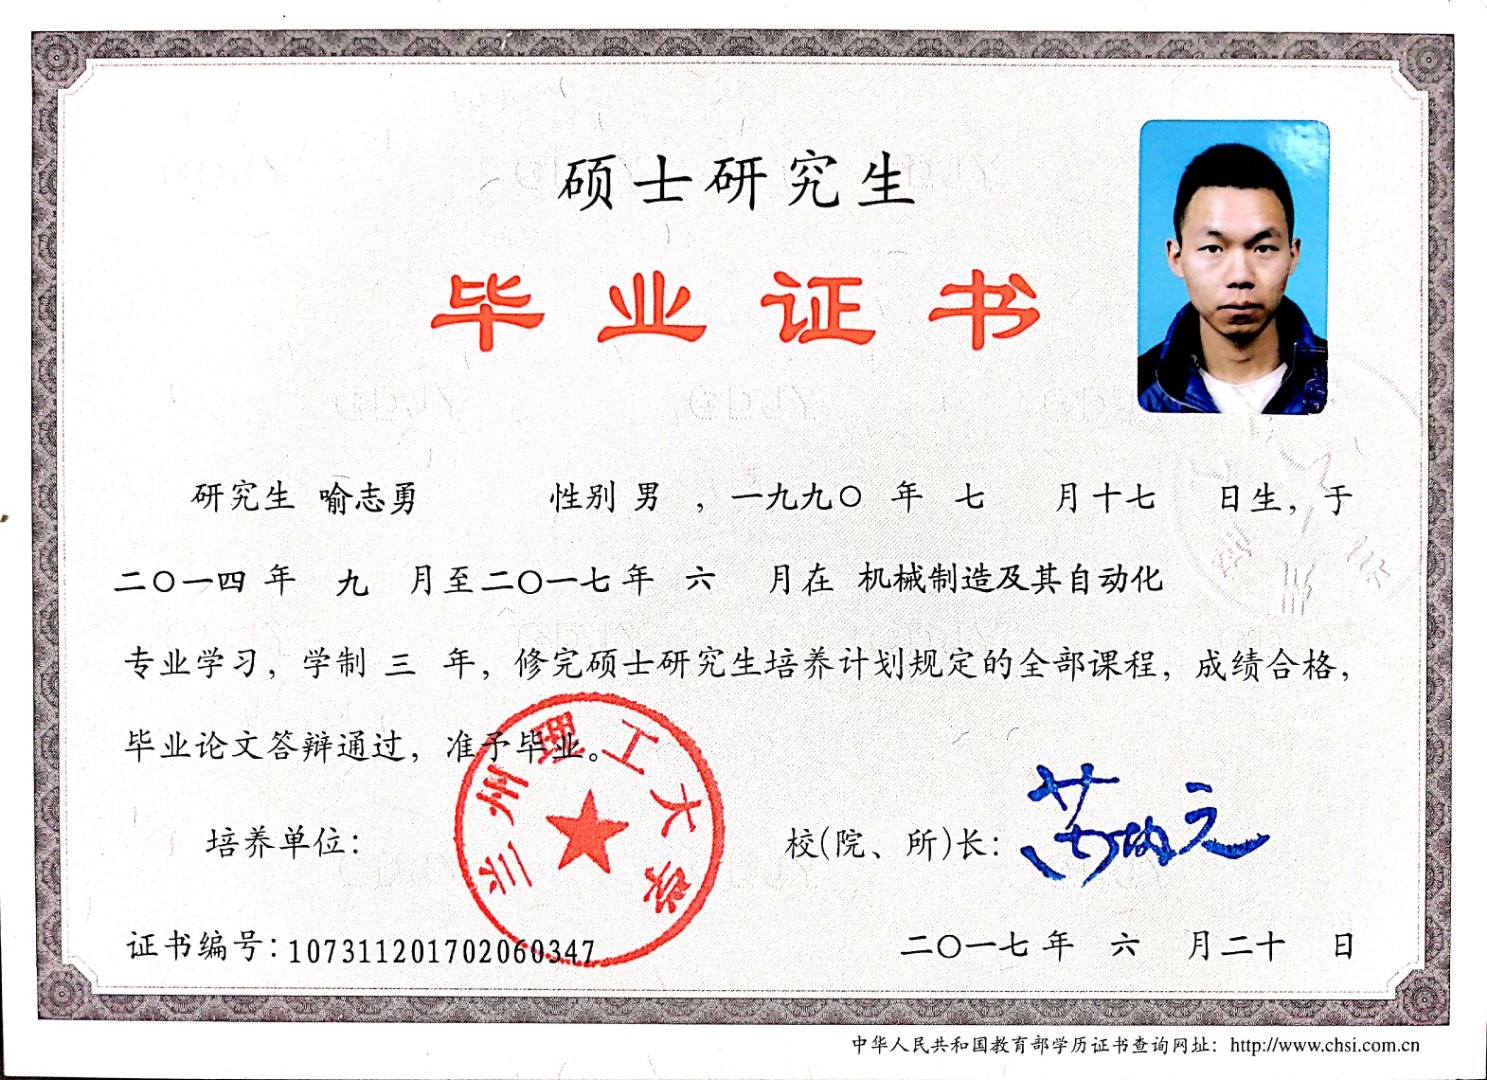 硕士研究生
毕业证书
研究生 喻志勇 性别 男 ，一九九〇 年 七 月十七 日生，于
二〇一四 年 九 月至二〇一七 年 六 月在 机械制造及其自动化
专业学习，学制 三 年，修完硕士研究生培养计划规定的全部课程，成绩合格，
毕业论文答辩通过，准予毕业。
兰州理工大学
培养单位： 校(院、所)长：
证书编号：107311201702060347 二〇一七 年 六 月二十 日
中华人民共和国教育部学历证书查询网址：http://www.chsi.com.cn